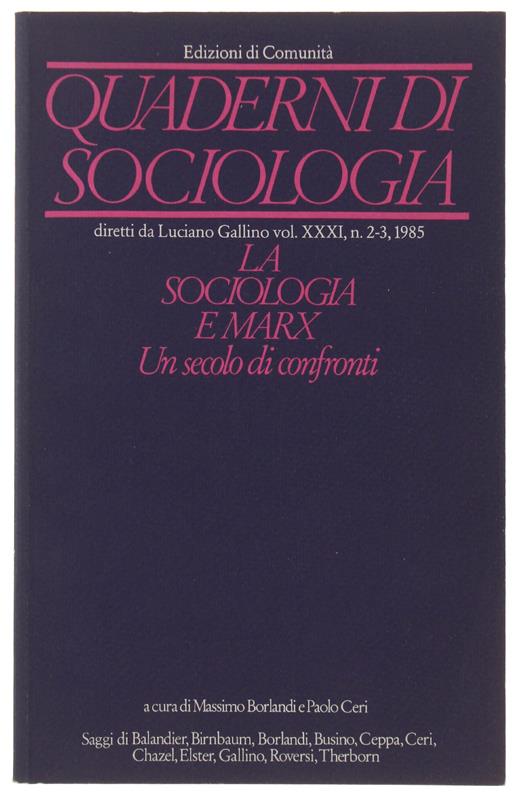 Edizioni di Comunità
QUADERNI DI
SOCIOLOGIA
diretti da Luciano Gallino vol. XXXI, n. 2-3, 1985
LA
SOCIOLOGIA
E MARX
Un secolo di confronti
a cura di Massimo Borlandi e Paolo Ceri
Saggi di Balandier, Birnbaum, Borlandi, Busino, Ceppa, Ceri,
Chazel, Elster, Gallino, Roversi, Therborn